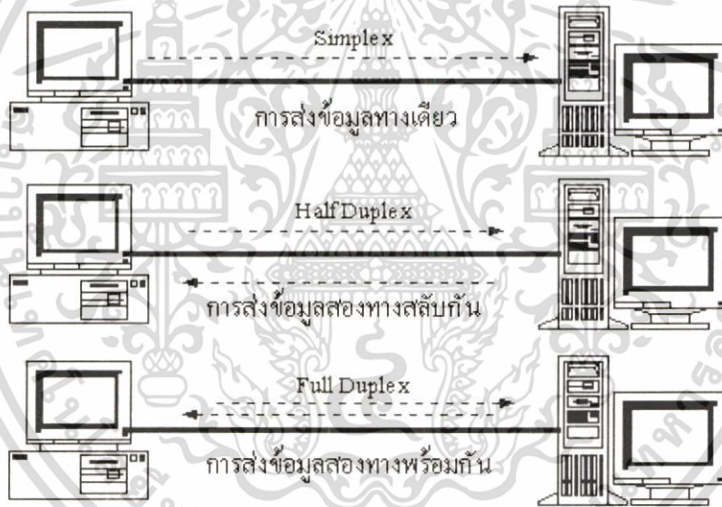 Simplex
การส่งข้อมูลทางเดียว
Half Duplex
การส่งข้อมูลสองทางสลับกัน
Full Duplex
การส่งข้อมูลสองทางพร้อมกัน